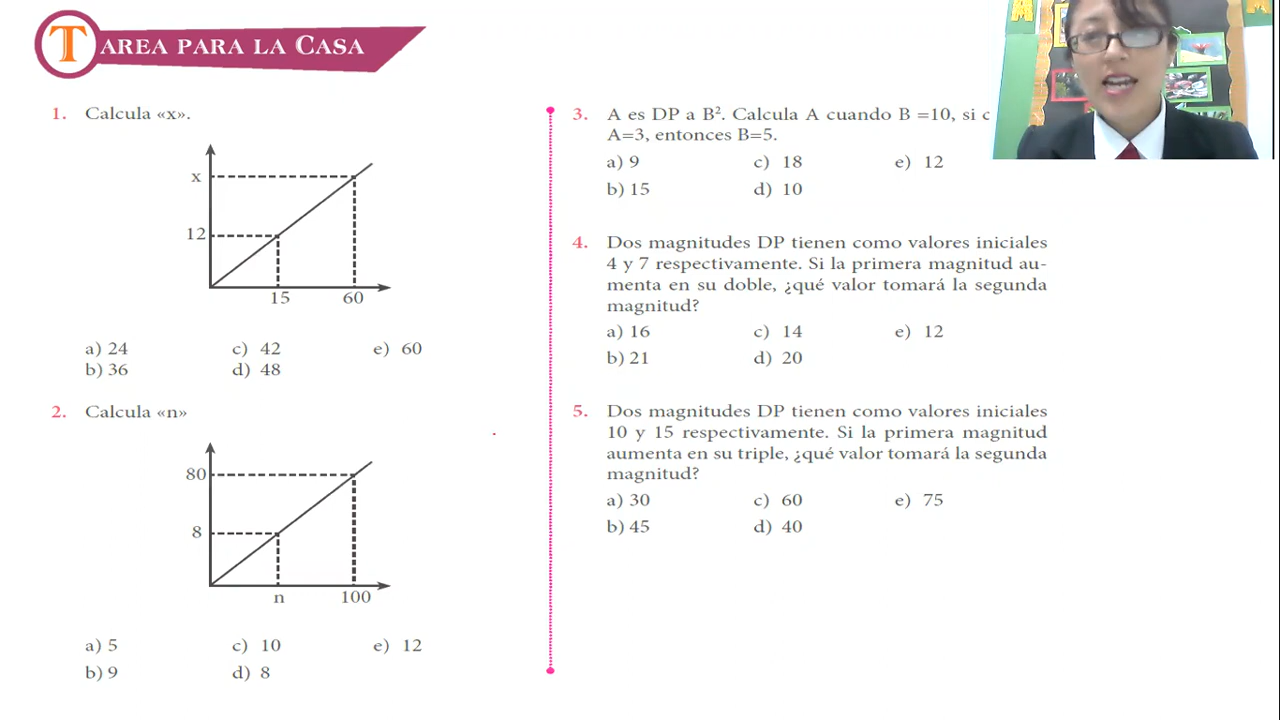 TAREA PARA LA CASA
1. Calcula «x».
x
12
15 60
a) 24 c) 42 e) 60
b) 36 d) 48
2. Calcula «n»
80
8
n 100
a) 5 c) 10 e) 12
b) 9 d) 8
3. A es DP a B². Calcula A cuando B =10, si c
A=3, entonces B=5.
a) 9 c) 18 e) 12
b) 15 d) 10
4. Dos magnitudes DP tienen como valores iniciales
4 y 7 respectivamente. Si la primera magnitud au-
menta en su doble, ¿qué valor tomará la segunda
magnitud?
a) 16 c) 14 e) 12
b) 21 d) 20
5. Dos magnitudes DP tienen como valores iniciales
10 y 15 respectivamente. Si la primera magnitud
aumenta en su triple, ¿qué valor tomará la segunda
magnitud?
a) 30 c) 60 e) 75
b) 45 d) 40